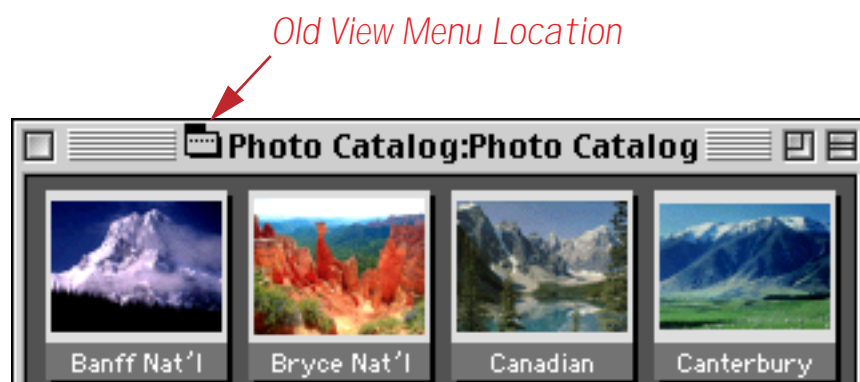 Old View Menu Location
Photo Catalog:Photo Catalog
Banff Nat'l
Bryce Nat'l
Canadian
Canterbury